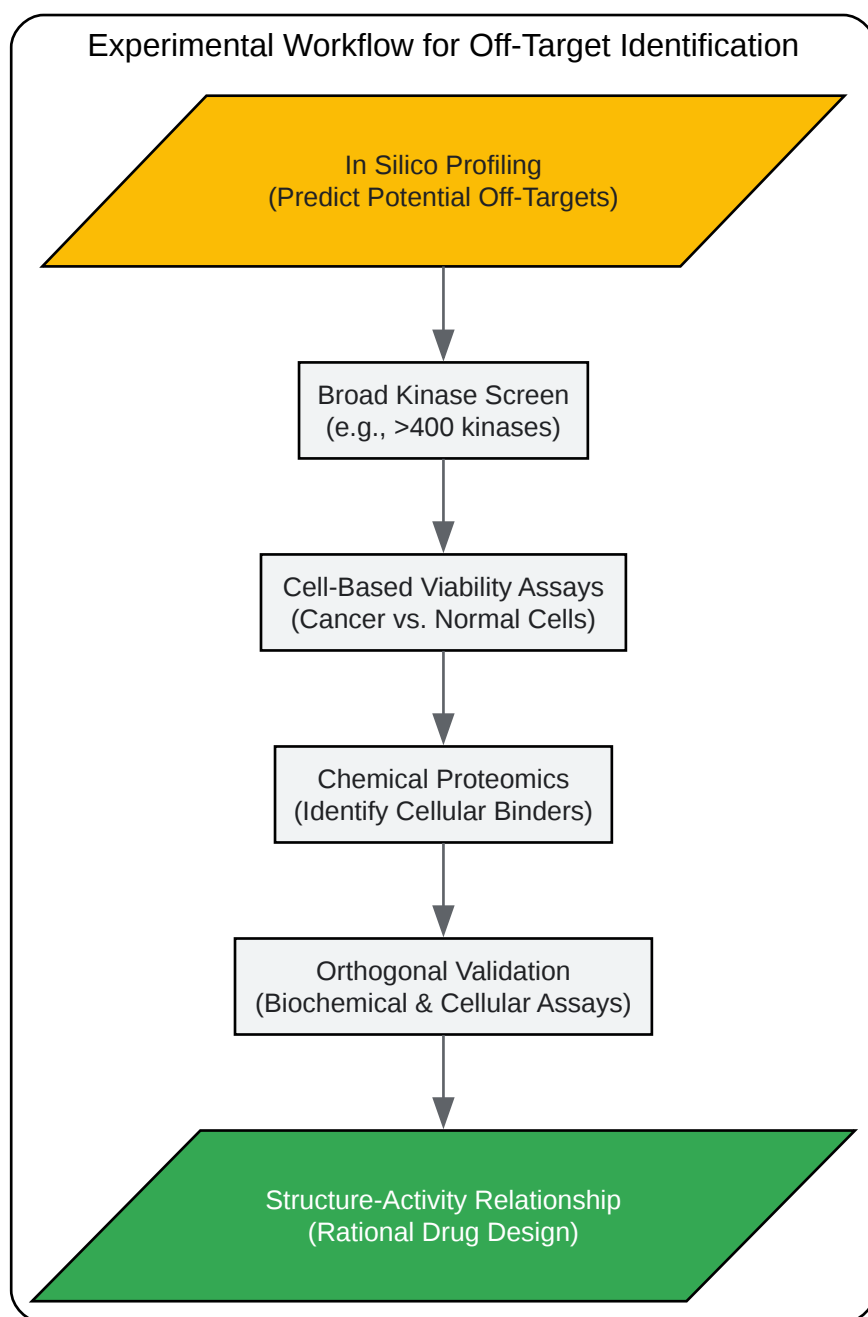 Experimental Workflow for Off-Target Identification
In Silico Profiling
(Predict Potential Off-Targets)
Broad Kinase Screen
(e.g., >400 kinases)
Cell-Based Viability Assays
(Cancer vs. Normal Cells)
Chemical Proteomics
(Identify Cellular Binders)
Orthogonal Validation
(Biochemical & Cellular Assays)
Structure-Activity Relationship
(Rational Drug Design)